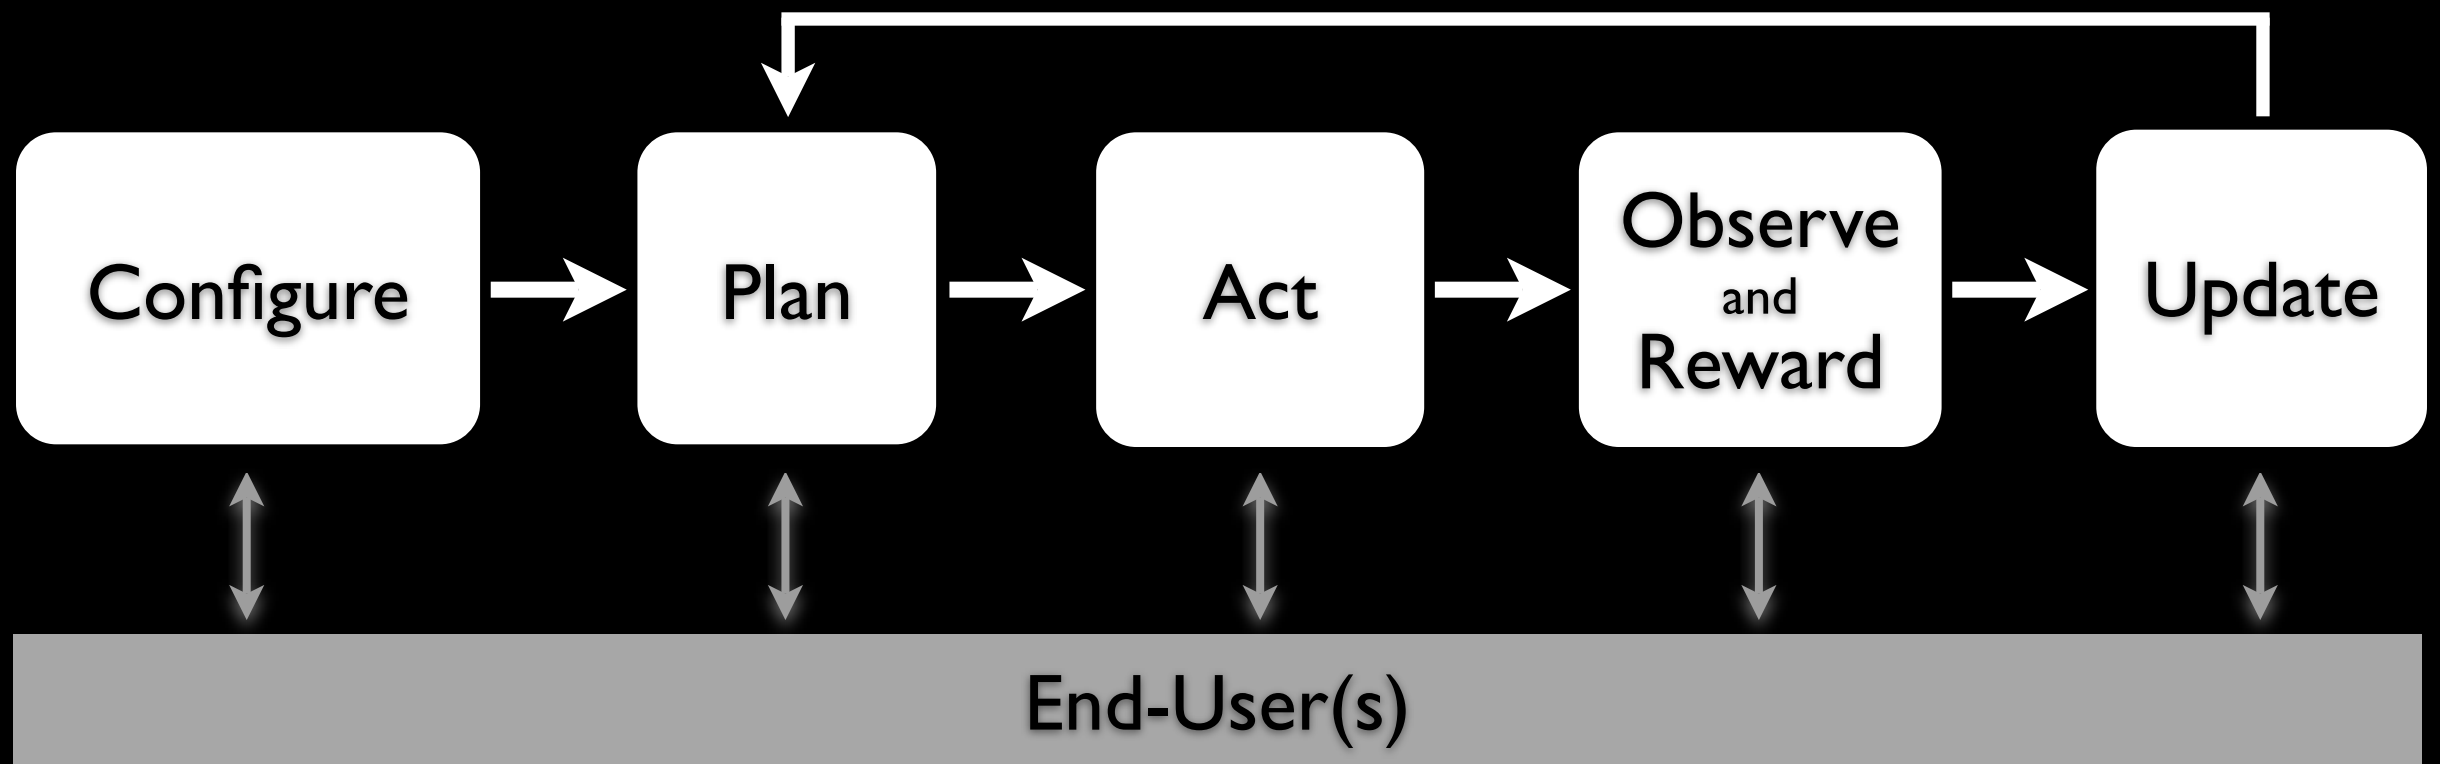 Configure
Plan
Act
Observe
and
Reward
Update
End-User(s)